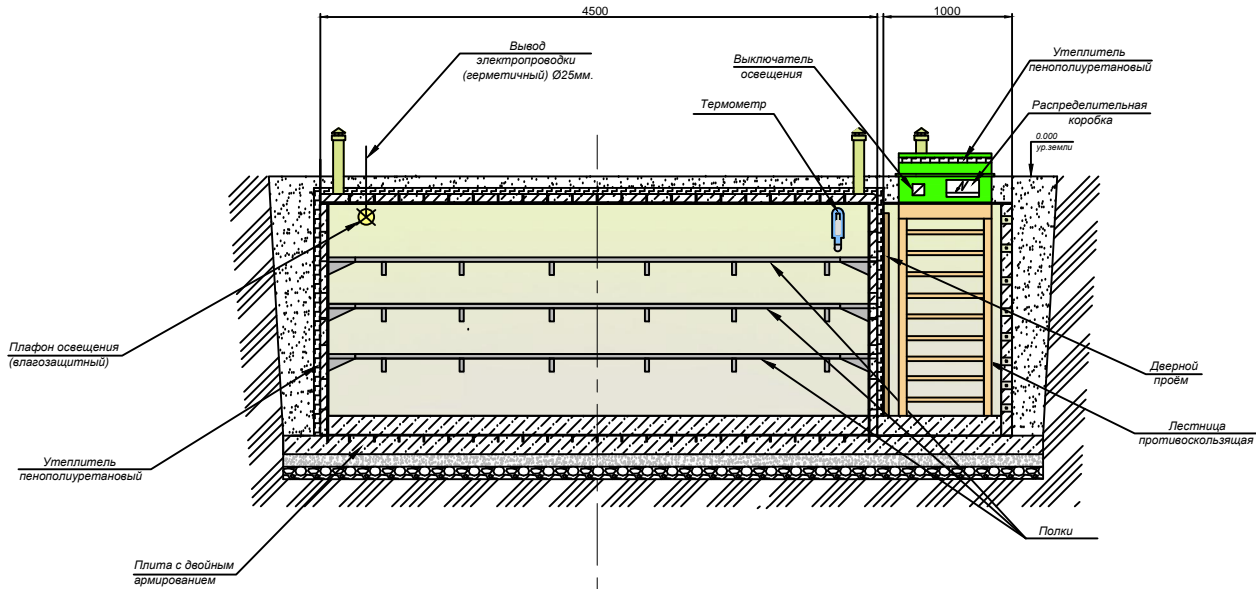 4500
1000
Вывод
электропроводки
(герметичный) Ø25мм.
Выключатель
освещения
Утеплитель
пенополиуретановый
Термометр
Распределительная
коробка
0.000
ур.земли
Плафон освещения
(влагозащитный)
Дверной
проём
Лестница
противоскользящая
Утеплитель
пенополиуретановый
Полки
Плита с двойным
армированием